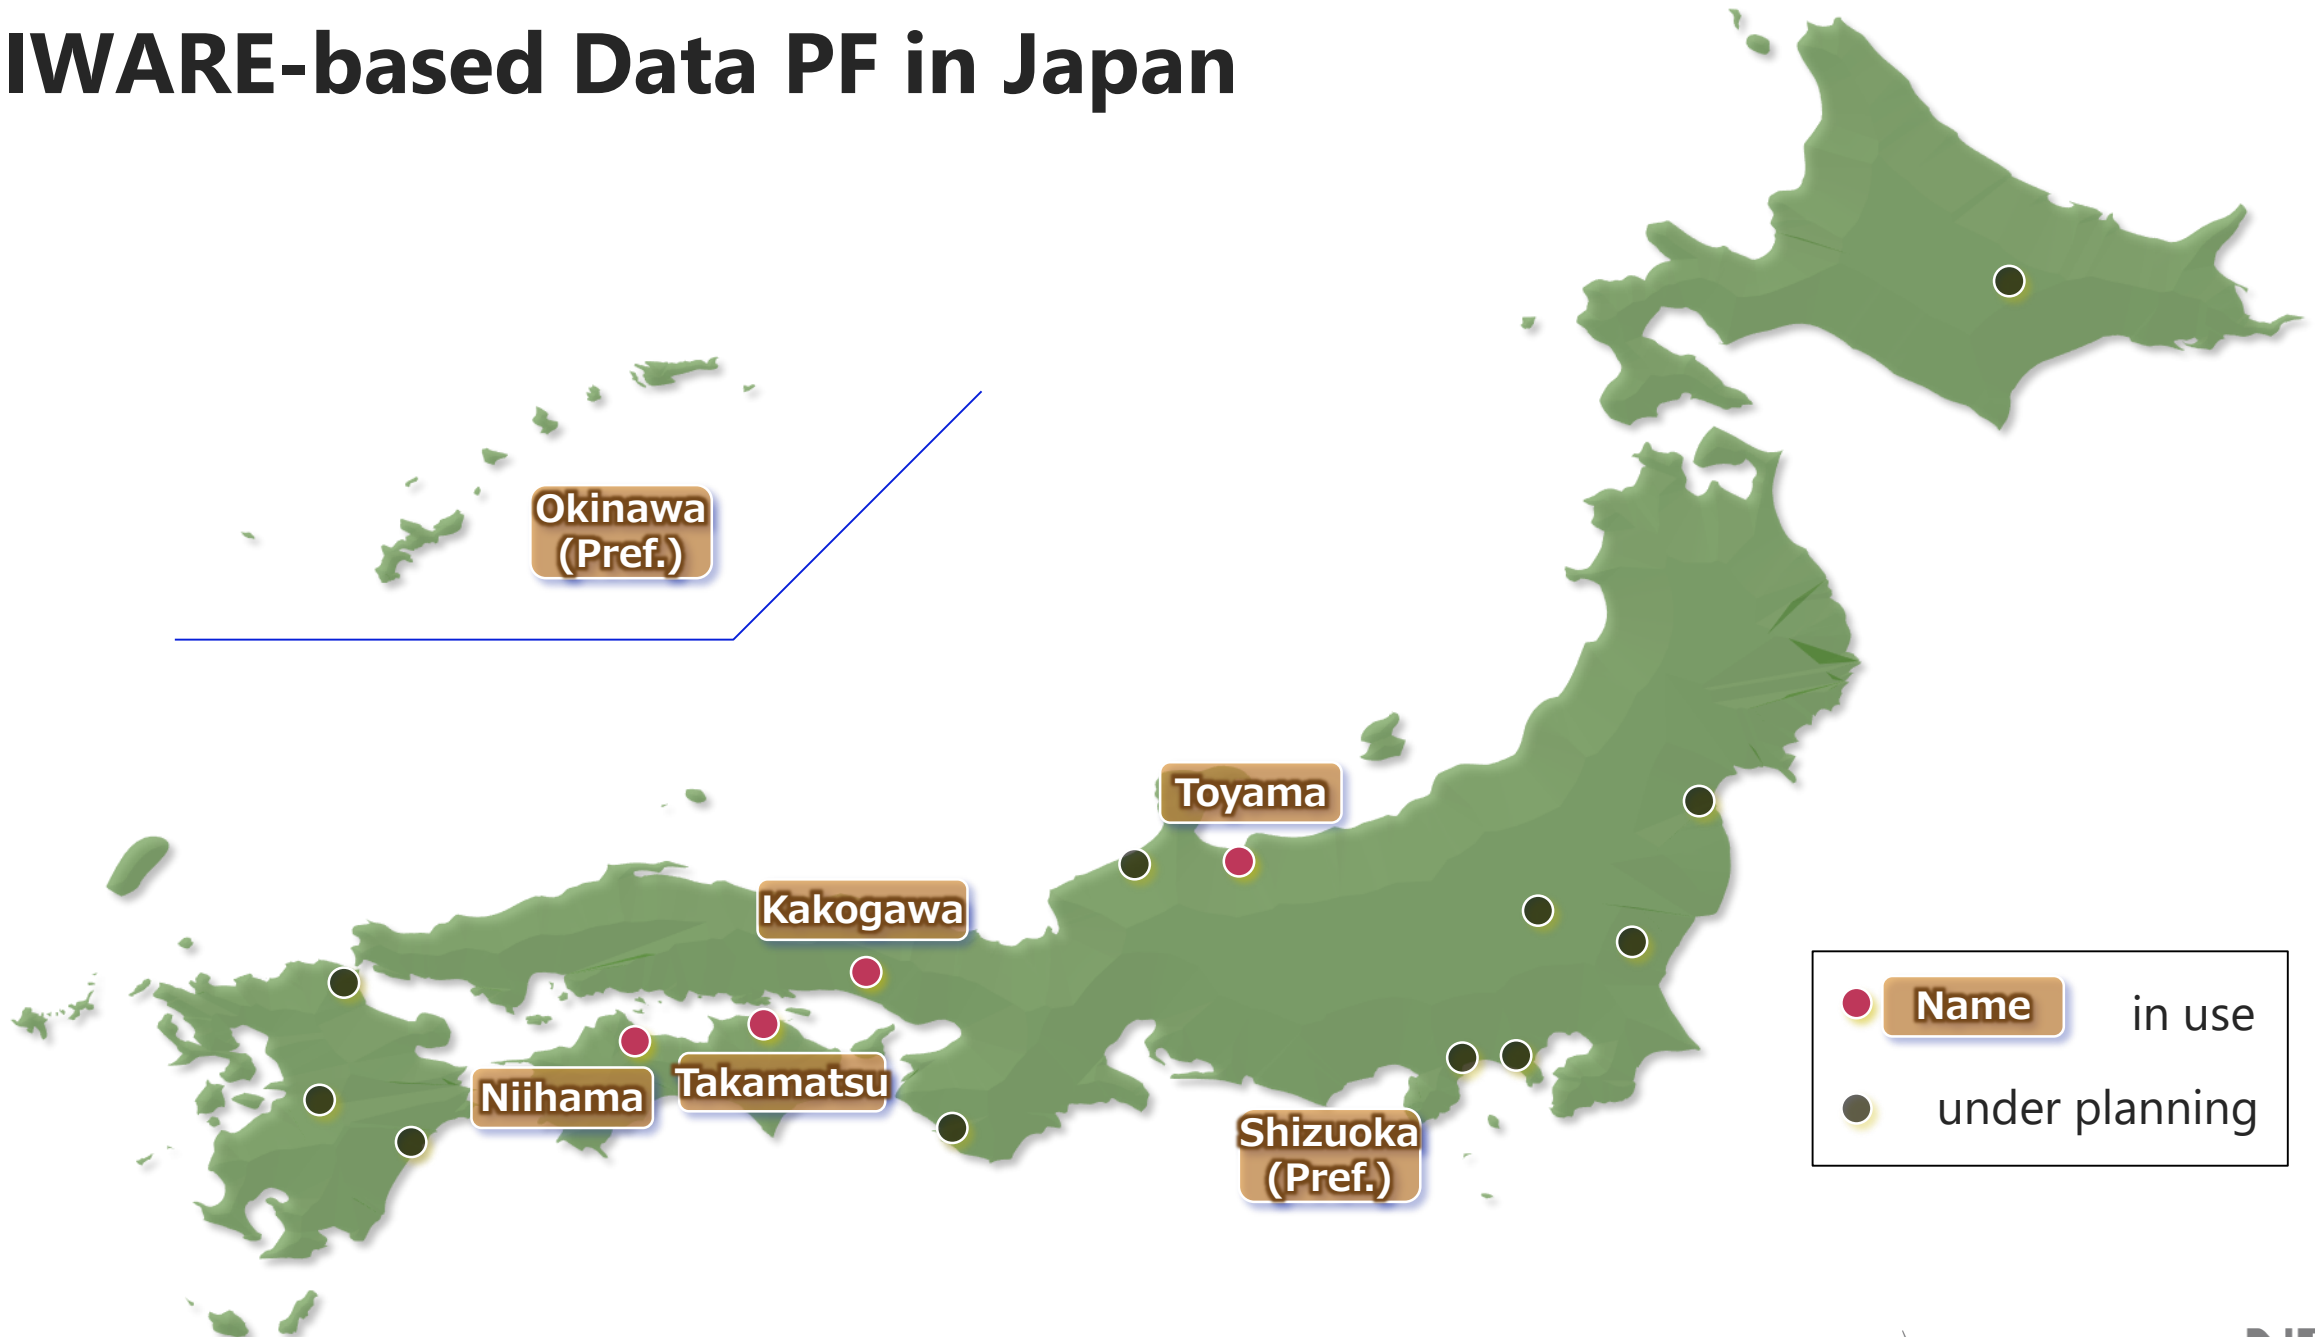 IWARE-based Data PF in Japan
Okinawa
(Pref.)
Toyama
Kakogawa
Niihama
Takamatsu
Shizuoka
(Pref.)
Name in use
under planning